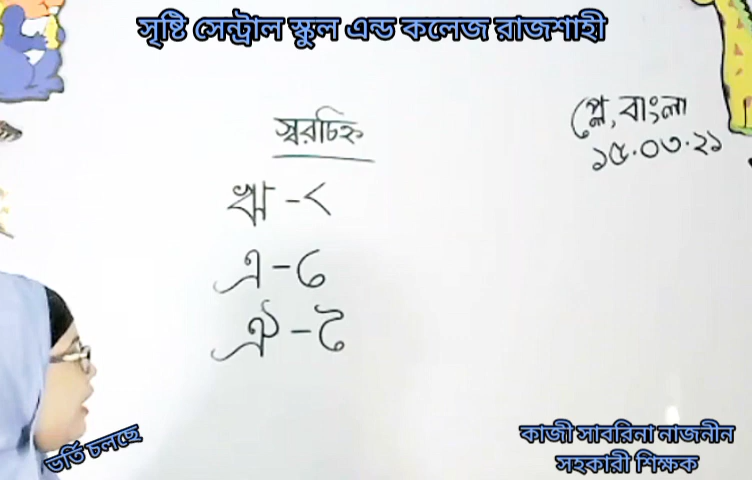 সৃষ্টি সেন্ট্রাল স্কুল এন্ড কলেজ রাজশাহী
প্লে, বাংলা
১৫.০৩.২১
স্বরচিহ্ন
ঋ - ৃ
এ - ে
ঐ - ৈ
ভর্তি চলছে
কাজী সাবরিনা নাজনীন
সহকারী শিক্ষক